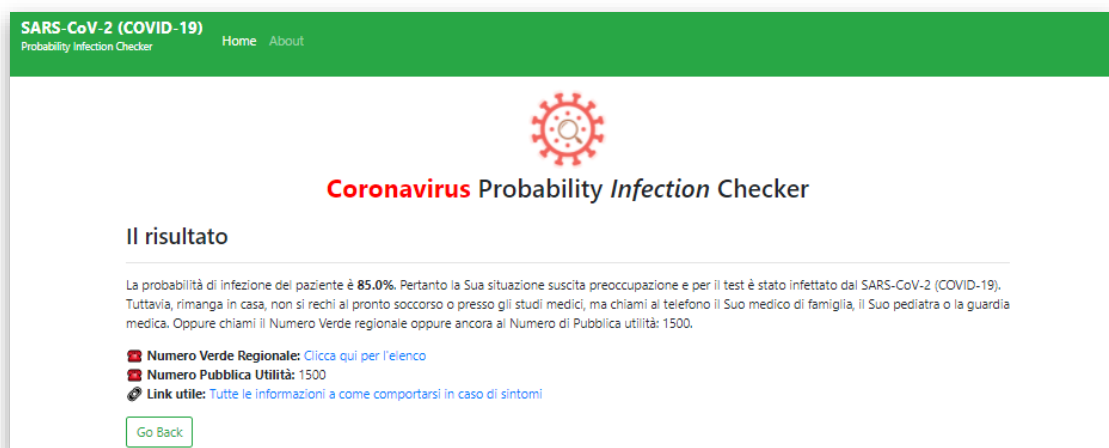 SARS-CoV-2 (COVID-19)
Probability Infection Checker
Home About
Coronavirus Probability Infection Checker
Il risultato
La probabilità di infezione del paziente è 85.0%. Pertanto la Sua situazione suscita preoccupazione e per il test è stato infettato dal SARS-CoV-2 (COVID-19).
Tuttavia, rimanga in casa, non si rechi al pronto soccorso o presso gli studi medici, ma chiami al telefono il Suo medico di famiglia, il Suo pediatra o la guardia
medica. Oppure chiami il Numero Verde regionale oppure ancora al Numero di Pubblica utilità: 1500.
Numero Verde Regionale: Clicca qui per l'elenco
Numero Pubblica Utilità: 1500
Link utile: Tutte le informazioni a come comportarsi in caso di sintomi
Go Back